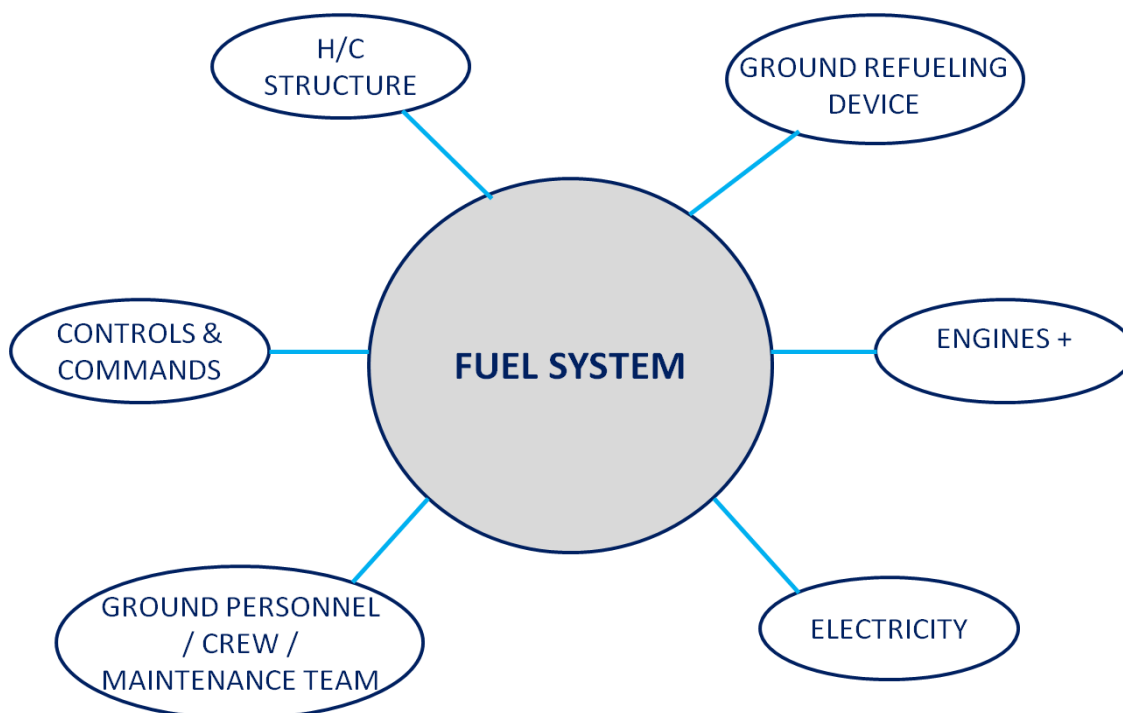 H/C
STRUCTURE
GROUND REFUELING
DEVICE
CONTROLS &
COMMANDS
FUEL SYSTEM
ENGINES +
GROUND PERSONNEL
/ CREW /
MAINTENANCE TEAM
ELECTRICITY